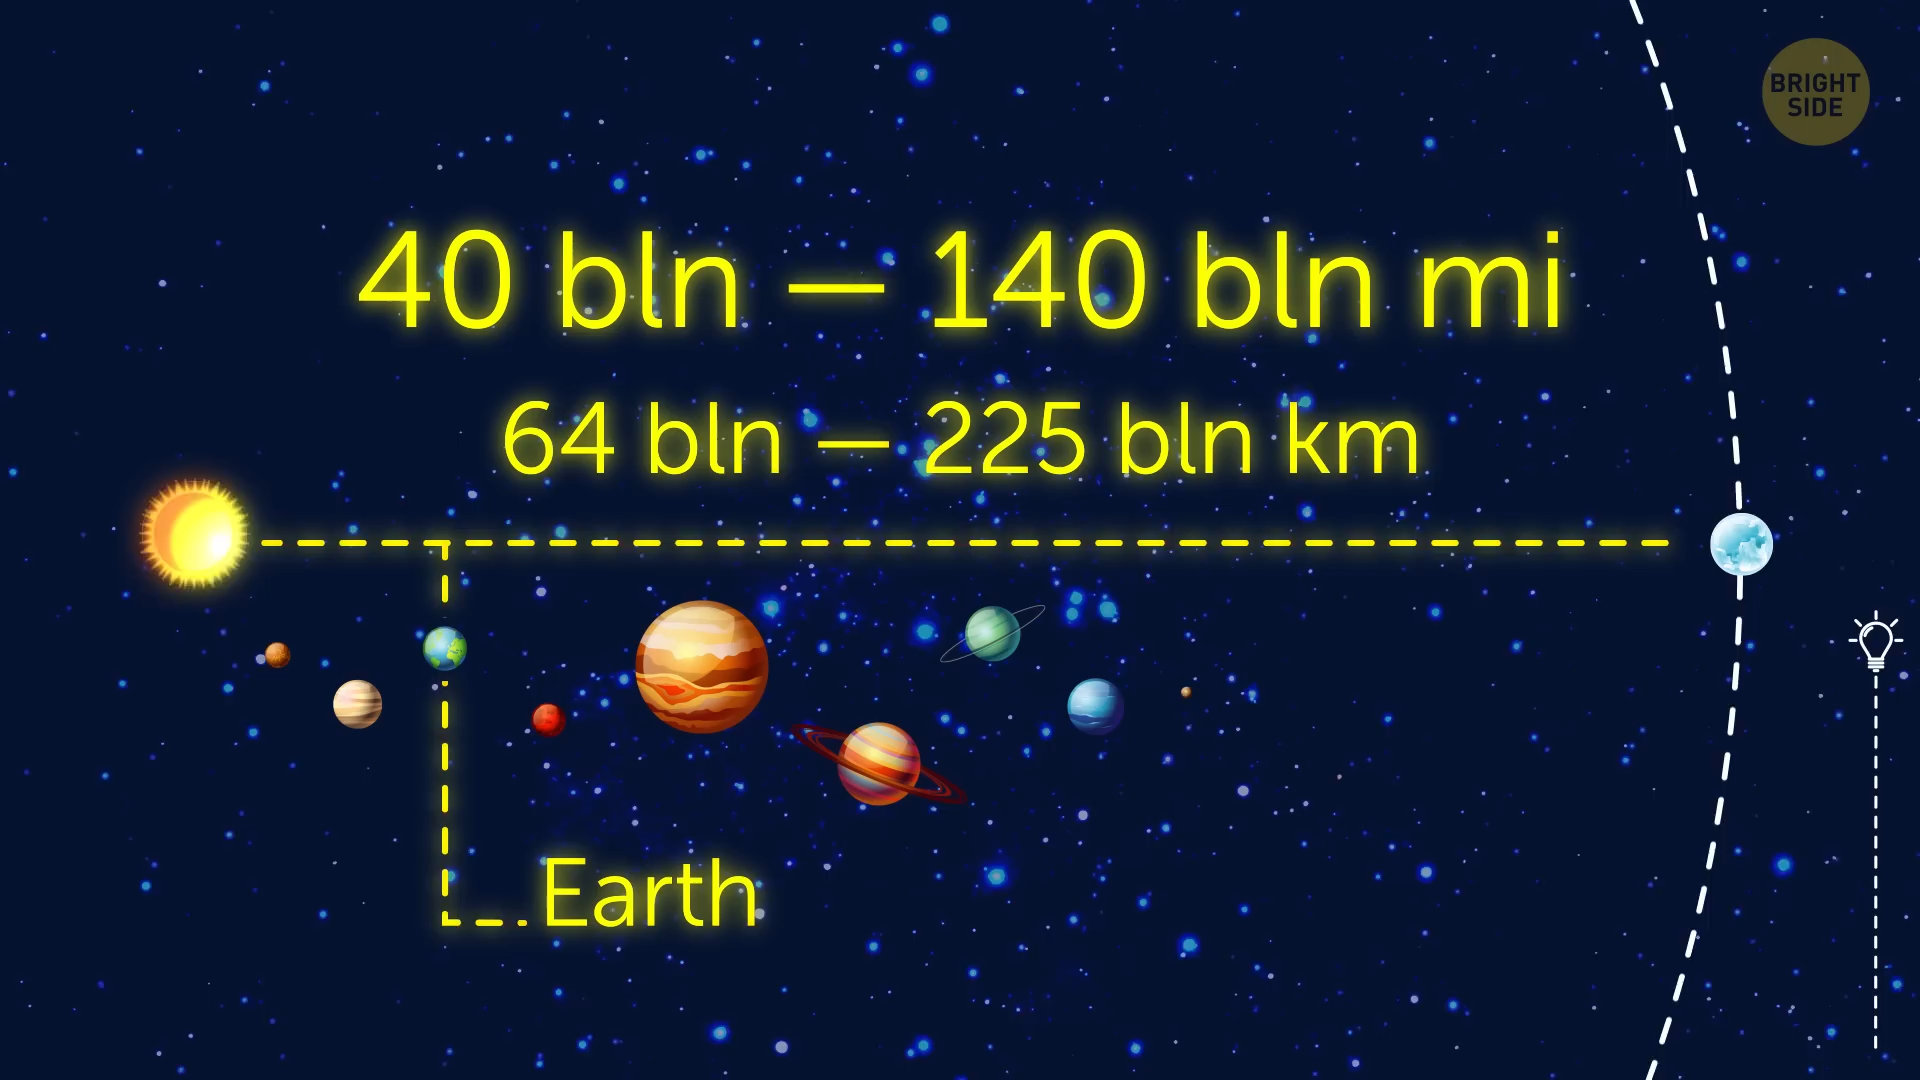 BRIGHT
SIDE
40 bln — 140 bln mi
64 bln — 225 bln km
Earth